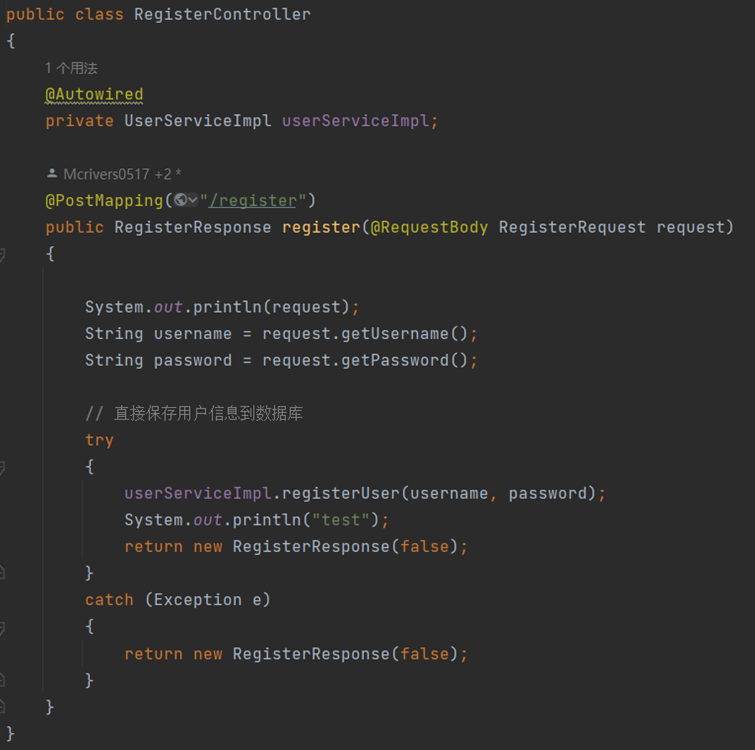 public class RegisterController
{
1 个用法
@Autowired
private UserServiceImpl userServiceImpl;
Mcrivers0517 +2 *
@PostMapping("/register")
public RegisterResponse register(@RequestBody RegisterRequest request)
{
System.out.println(request);
String username = request.getUsername();
String password = request.getPassword();
// 直接保存用户信息到数据库
try
{
userServiceImpl.registerUser(username, password);
System.out.println("test");
return new RegisterResponse(false);
}
catch (Exception e)
{
return new RegisterResponse(false);
}
}
}